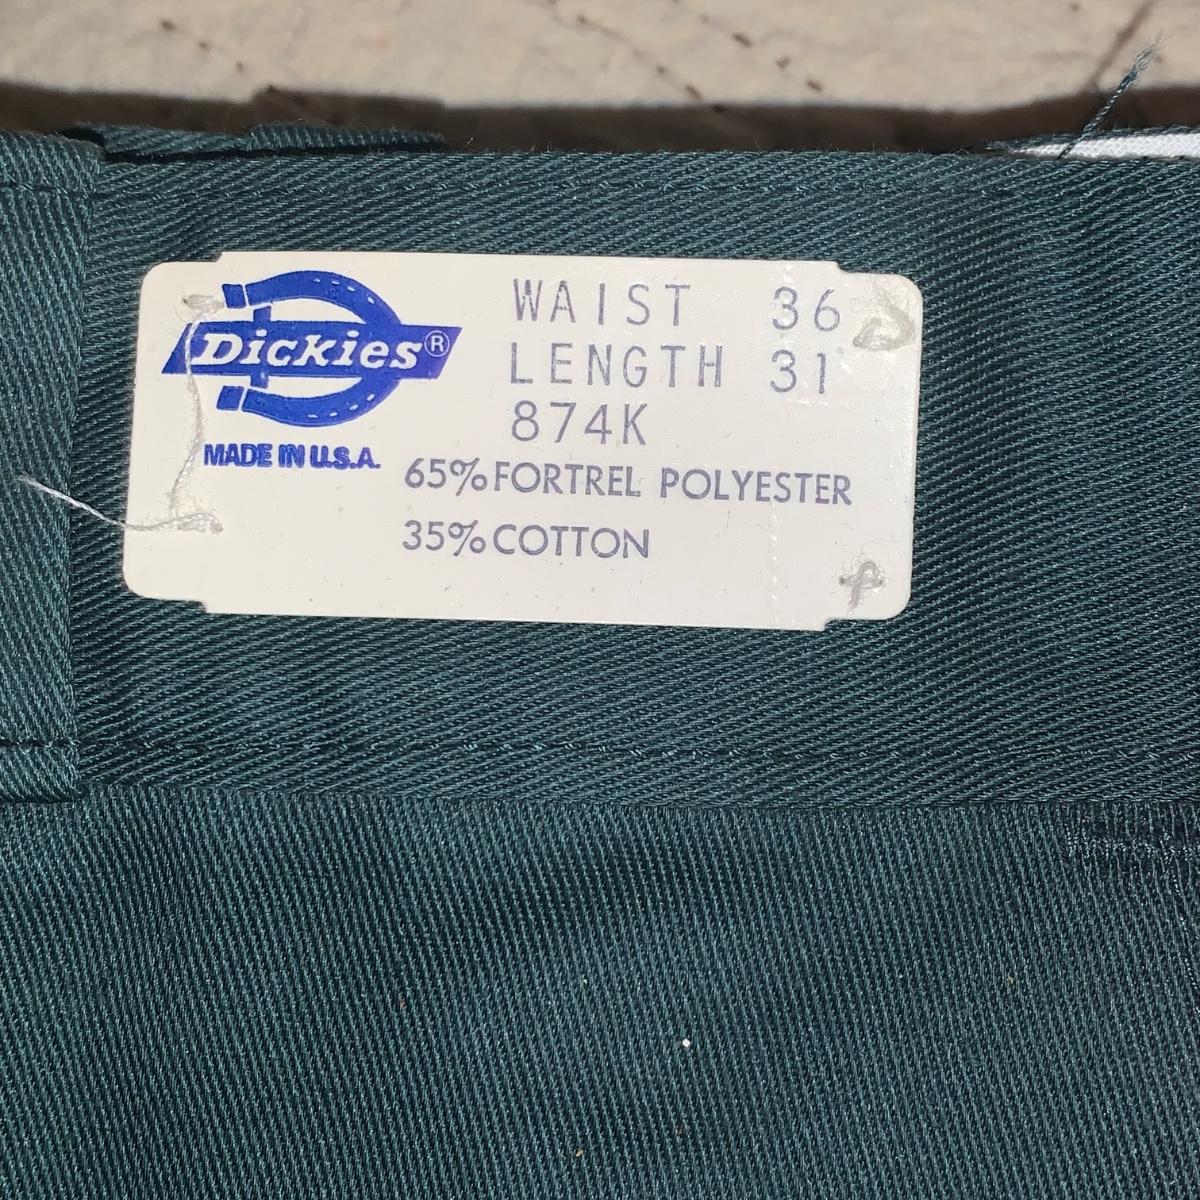 Dickies®
MADE IN U.S.A.
WAIST 36
LENGTH 31
874K
65% FORTREL POLYESTER
35% COTTON